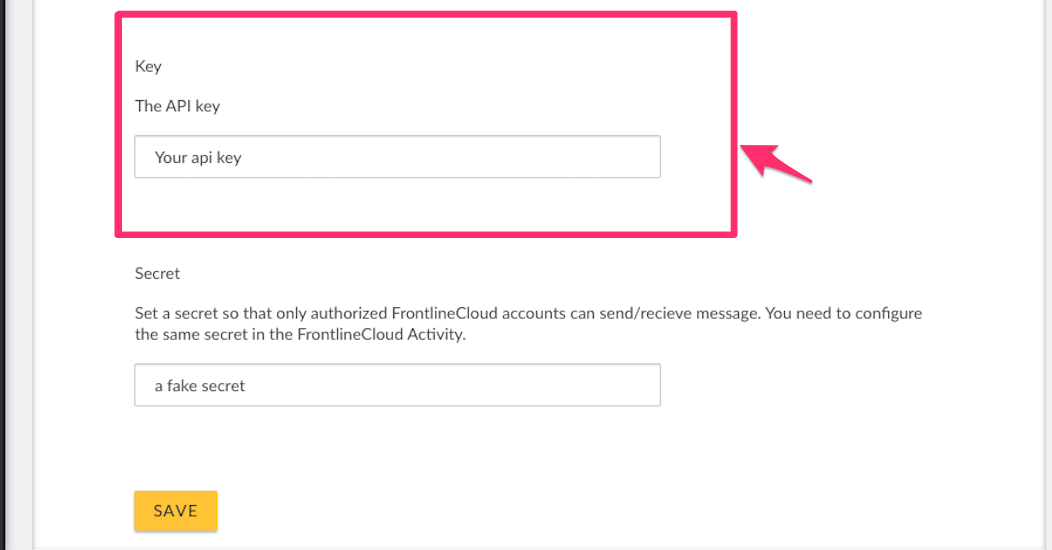 Key
The API key
Your api key
Secret
Set a secret so that only authorized FrontlineCloud accounts can send/recieve message. You need to configure
the same secret in the FrontlineCloud Activity.
a fake secret
SAVE